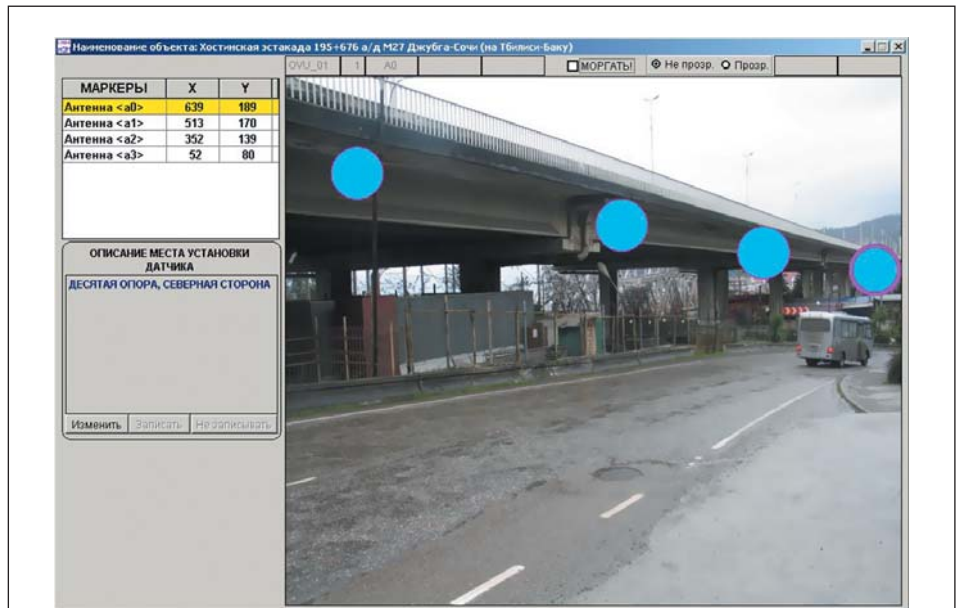 Наименование объекта: Хостинская эстакада 195+676 а/д М27 Джубга-Сочи (на Тбилиси-Баку)
OVU_01 1 A0 МОРГАТЬ! Не прозр. Прозр.
МАРКЕРЫ X Y
Антенна <a0> 639 189
Антенна <a1> 513 170
Антенна <a2> 352 139
Антенна <a3> 52 80
ОПИСАНИЕ МЕСТА УСТАНОВКИ
ДАТЧИКА
ДЕСЯТАЯ ОПОРА, СЕВЕРНАЯ СТОРОНА
Изменить Записать Не записывать